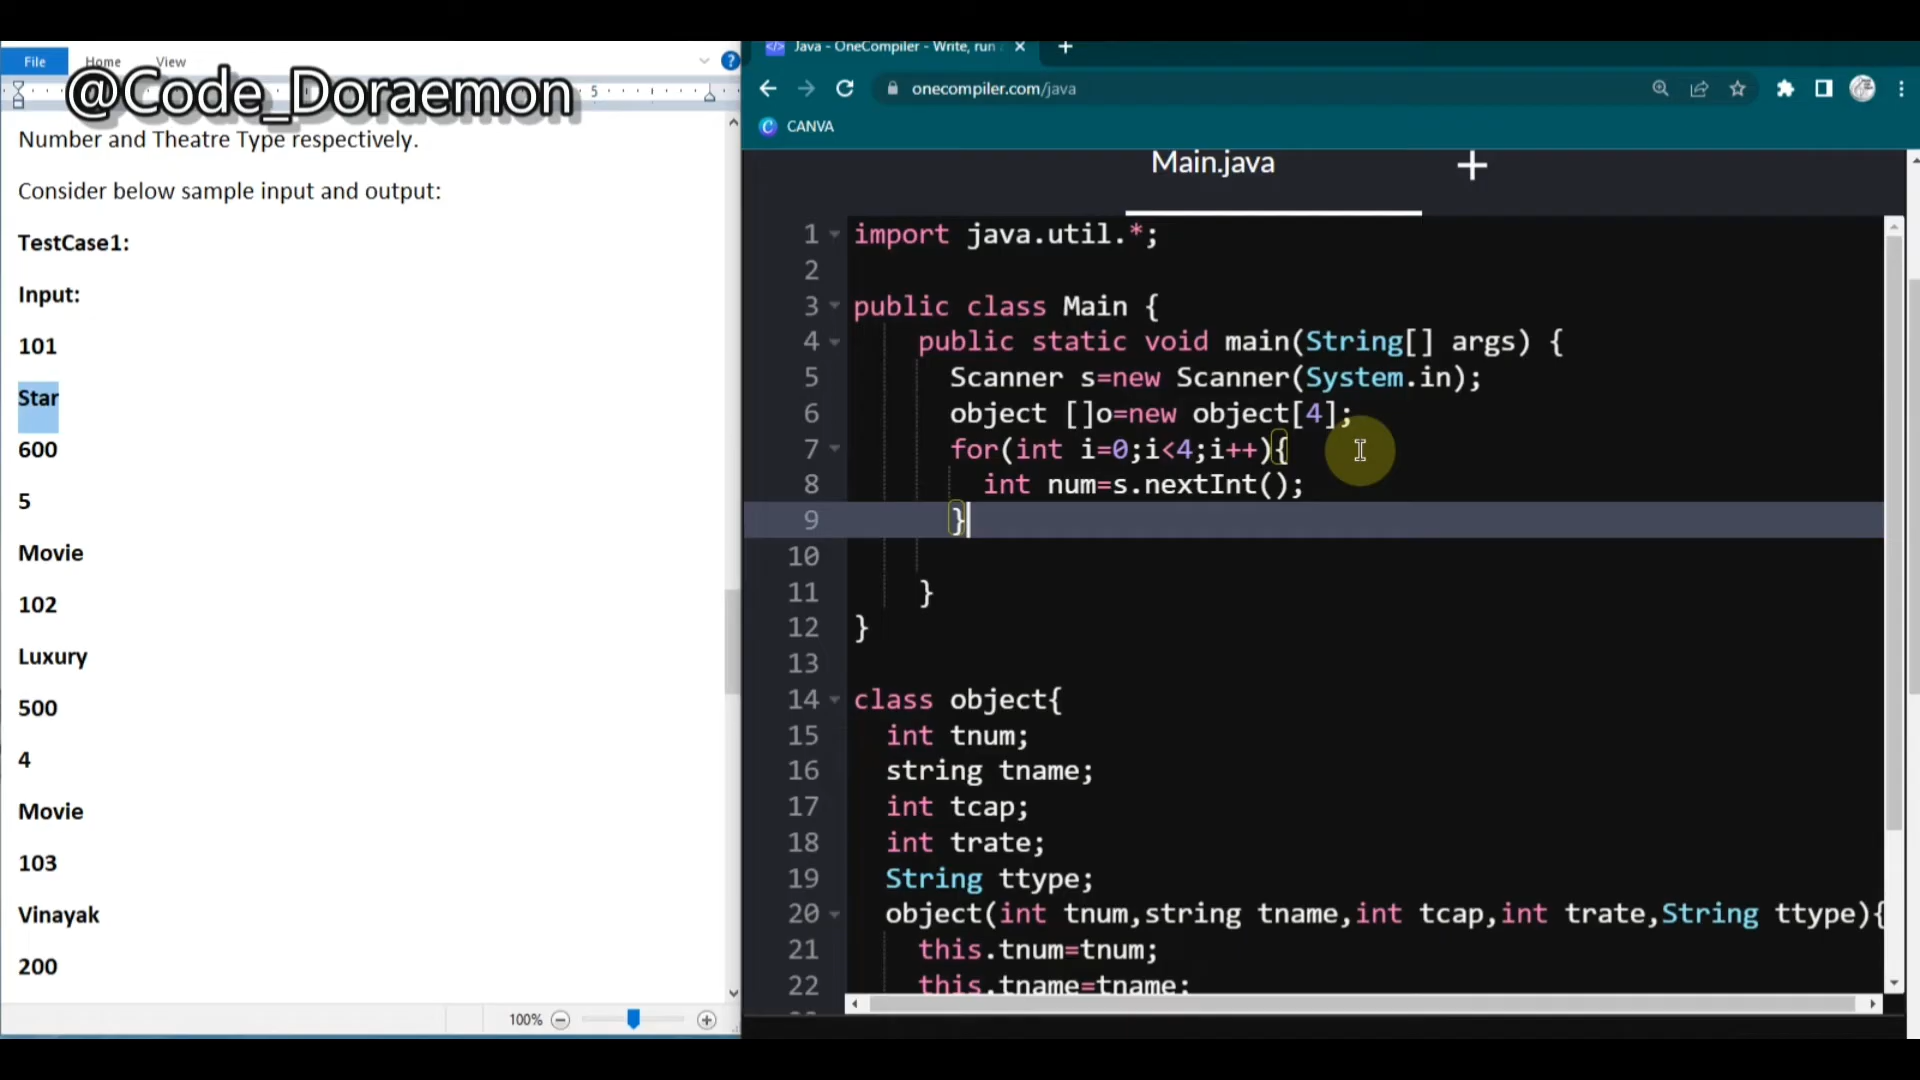 Java - OneCompiler - Write, run
File
Home
View
@Code_Doraemon
5
onecompiler.com/java
CANVA
Number and Theatre Type respectively.
Consider below sample input and output:
TestCase1:
Input:
101
Star
600
5
Movie
102
Luxury
500
4
Movie
103
Vinayak
200
100%
Main.java
1 import java.util.*;
2
3 public class Main {
4 public static void main(String[] args) {
5 Scanner s=new Scanner(System.in);
6 object []o=new object[4];
7 for(int i=0;i<4;i++){
8 int num=s.nextInt();
9 }
10
11 }
12 }
13
14 class object{
15 int tnum;
16 string tname;
17 int tcap;
18 int trate;
19 String ttype;
20 object(int tnum,string tname,int tcap,int trate,String ttype){
21 this.tnum=tnum;
22 this.tname=tname;